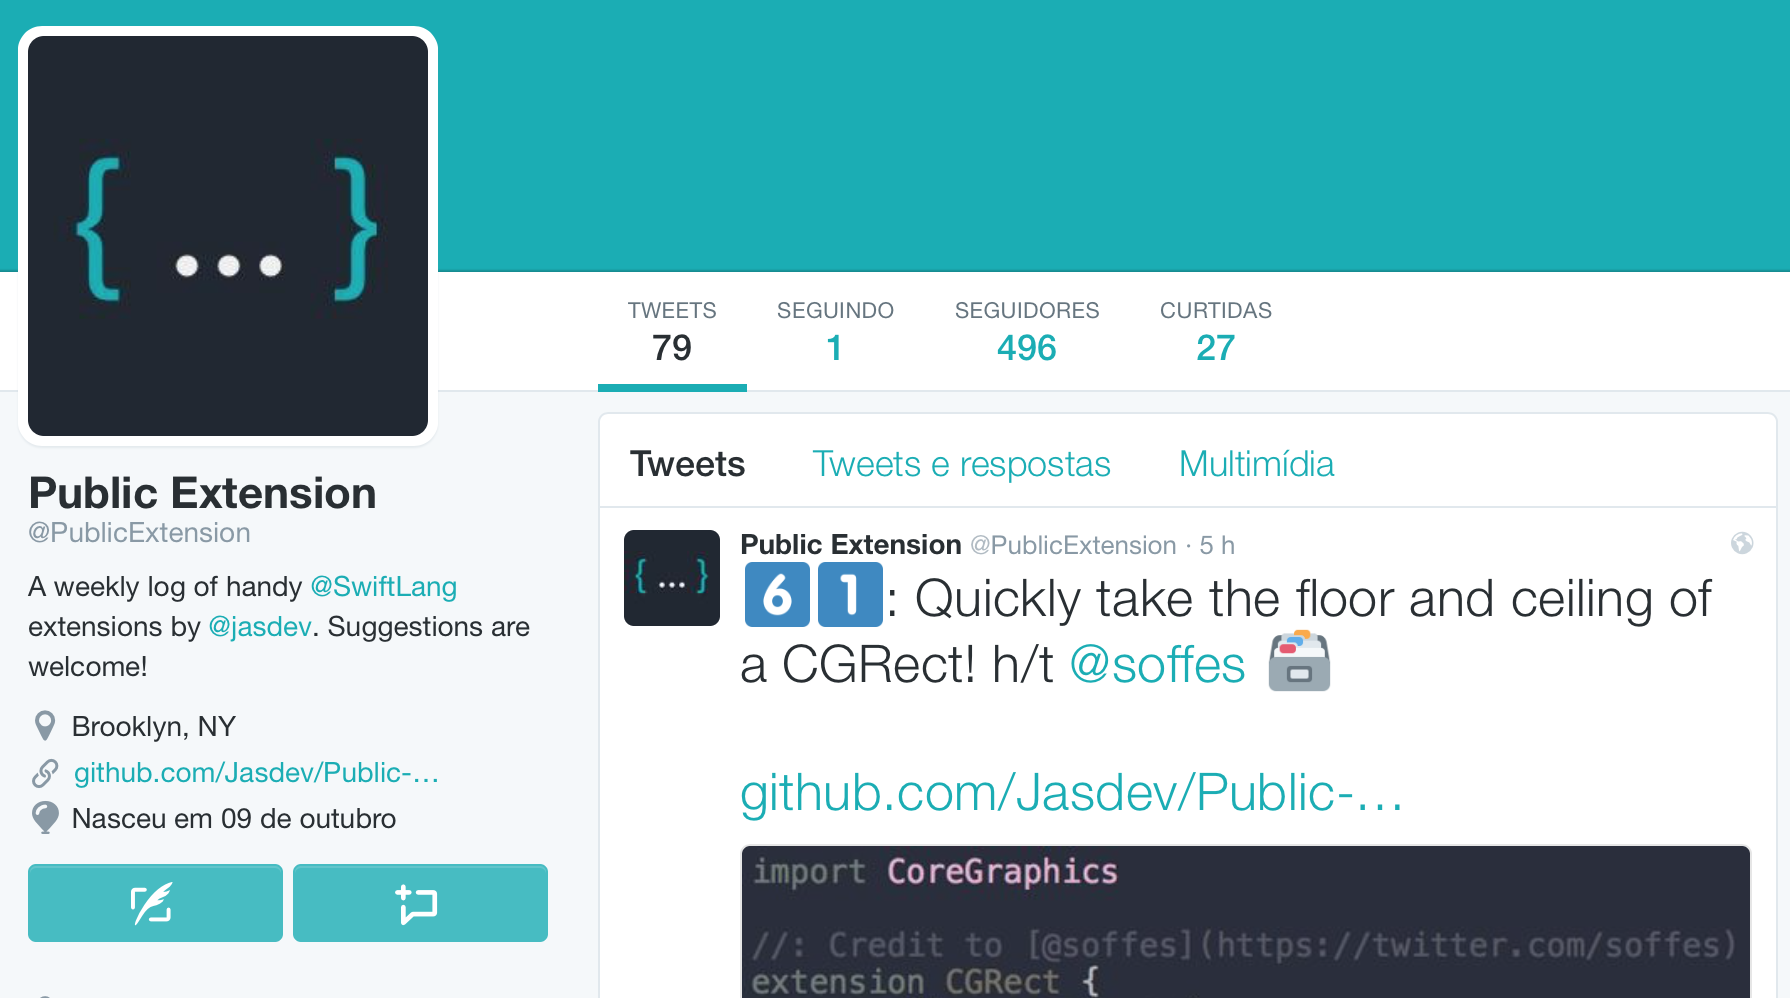 { ... }
TWEETS
79
SEGUINDO
1
SEGUIDORES
496
CURTIDAS
27
Public Extension
@PublicExtension
A weekly log of handy @SwiftLang
extensions by @jasdev. Suggestions are
welcome!
Brooklyn, NY
github.com/Jasdev/Public-…
Nasceu em 09 de outubro
Tweets
Tweets e respostas
Multimídia
{ ... }
Public Extension @PublicExtension · 5 h
6️⃣1️⃣: Quickly take the floor and ceiling of
a CGRect! h/t @soffes 🗃
github.com/Jasdev/Public-…
import CoreGraphics
//: Credit to [@soffes](https://twitter.com/soffes)
extension CGRect {